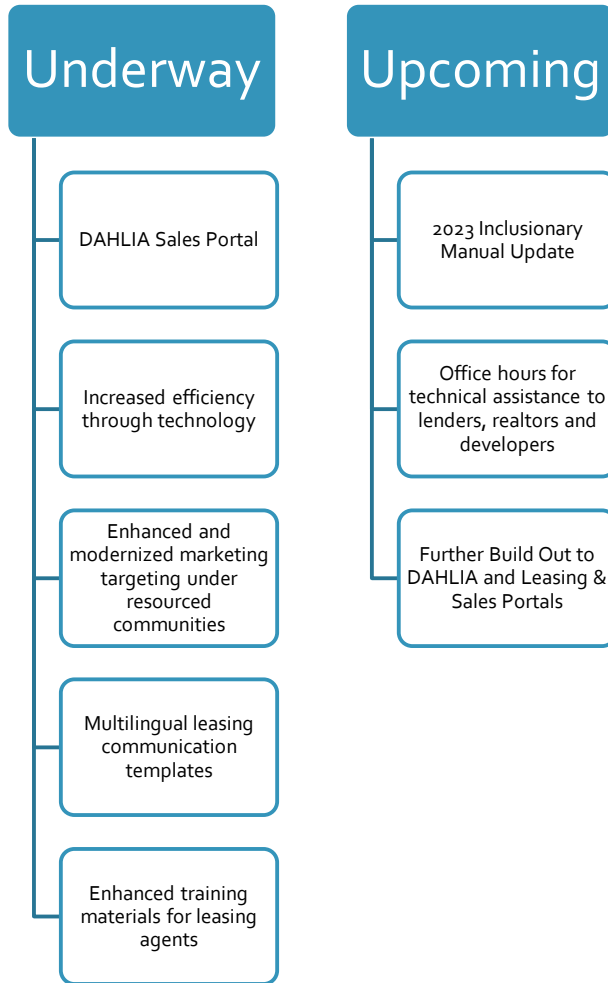 Underway
DAHLIA Sales Portal
Increased efficiency
through technology
Enhanced and
modernized marketing
targeting under
resourced
communities
Multilingual leasing
communication
templates
Enhanced training
materials for leasing
agents
Upcoming
2023 Inclusionary
Manual Update
Office hours for
technical assistance to
lenders, realtors and
developers
Further Build Out to
DAHLIA and Leasing &
Sales Portals